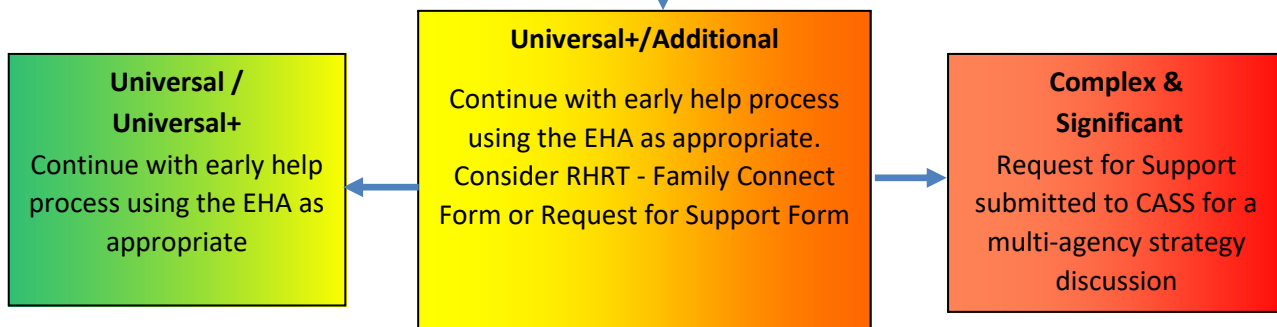 Universal /
Universal+
Continue with early help
process using the EHA as
appropriate
Universal+/Additional
Continue with early help process
using the EHA as appropriate.
Consider RHRT - Family Connect
Form or Request for Support Form
Complex &
Significant
Request for Support
submitted to CASS for a
multi-agency strategy
discussion